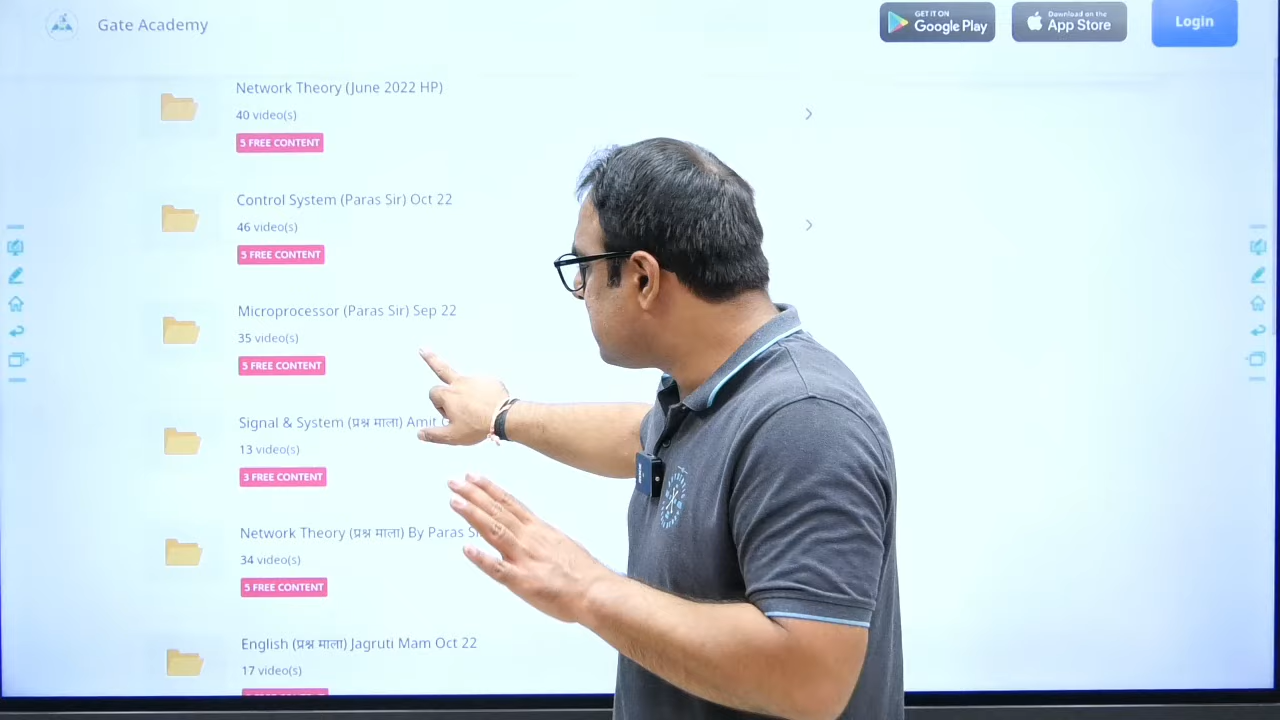 Gate Academy
GET IT ON
Google Play
Download on the
App Store
Login
Network Theory (June 2022 HP)
40 video(s)
5 FREE CONTENT
Control System (Paras Sir) Oct 22
46 video(s)
5 FREE CONTENT
Microprocessor (Paras Sir) Sep 22
35 video(s)
5 FREE CONTENT
Signal & System (प्रश्न माला) Amit
13 video(s)
3 FREE CONTENT
Network Theory (प्रश्न माला) By Paras
34 video(s)
5 FREE CONTENT
English (प्रश्न माला) Jagruti Mam Oct 22
17 video(s)